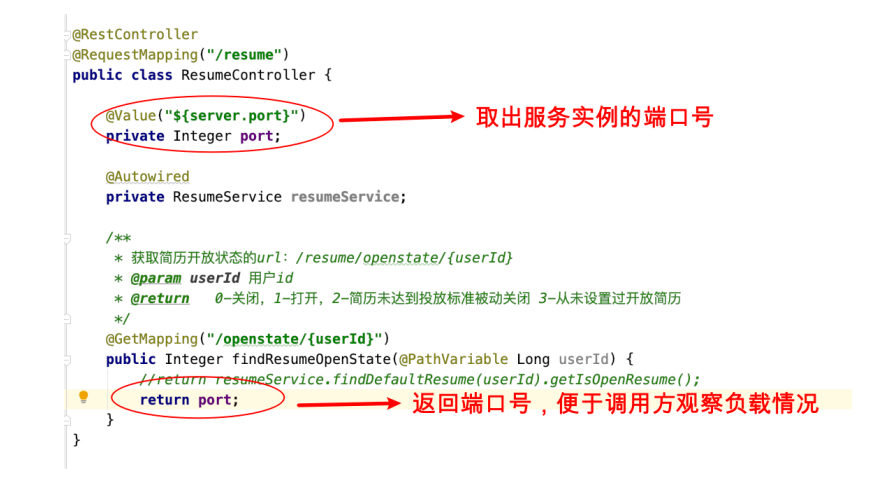 @RestController
@RequestMapping("/resume")
public class ResumeController {
@Value("${server.port}")
private Integer port;
取出服务实例的端口号
@Autowired
private ResumeService resumeService;
/**
* 获取简历开放状态的url：/resume/openstate/{userId}
* @param userId 用户id
* @return 0-关闭，1-打开，2-简历未达到投放标准被动关闭 3-从未设置过开放简历
*/
@GetMapping("/openstate/{userId}")
public Integer findResumeOpenState(@PathVariable Long userId) {
//return resumeService.findDefaultResume(userId).getIsOpenResume();
return port;
返回端口号，便于调用方观察负载情况
}
}